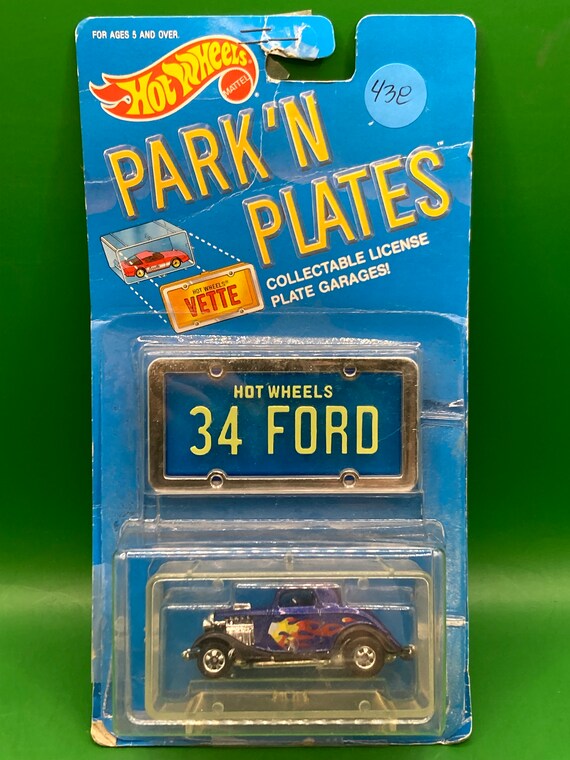 FOR AGES 5 AND OVER.
Hot Wheels
MATTEL
43e
PARK'N
PLATES™
COLLECTABLE LICENSE
PLATE GARAGES!
HOT WHEELS®
VETTE
HOT WHEELS
34 FORD